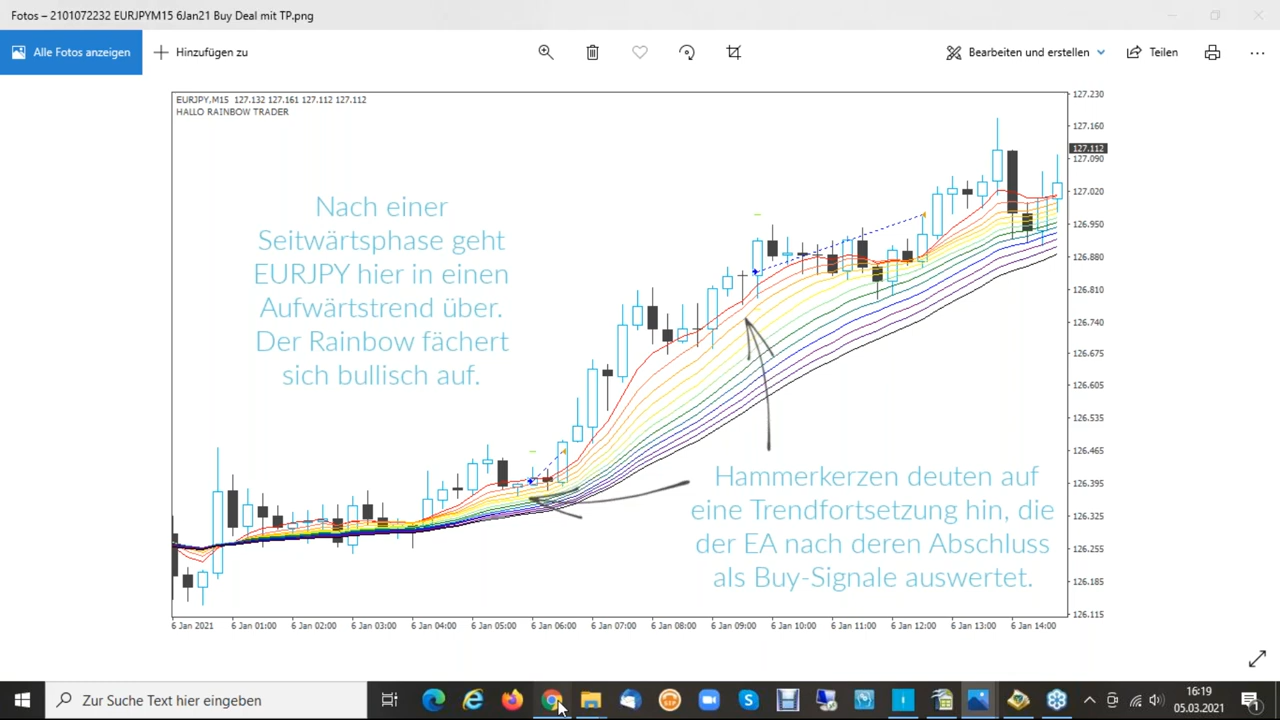 Fotos – 2101072232 EURJPYM15 6Jan21 Buy Deal mit TP.png
Alle Fotos anzeigen
Hinzufügen zu
Bearbeiten und erstellen
Teilen
EURJPY,M15 127.132 127.161 127.112 127.112
HALLO RAINBOW TRADER
Nach einer
Seitwärtsphase geht
EURJPY hier in einen
Aufwärtstrend über.
Der Rainbow fächert
sich bullisch auf.
Hammerkerzen deuten auf
eine Trendfortsetzung hin, die
der EA nach deren Abschluss
als Buy-Signale auswertet.
127.230
127.160
127.112
127.090
127.020
126.950
126.880
126.810
126.740
126.675
126.605
126.535
126.465
126.395
126.325
126.255
126.185
126.115
6 Jan 2021
6 Jan 01:00
6 Jan 02:00
6 Jan 03:00
6 Jan 04:00
6 Jan 05:00
6 Jan 06:00
6 Jan 07:00
6 Jan 08:00
6 Jan 09:00
6 Jan 10:00
6 Jan 11:00
6 Jan 12:00
6 Jan 13:00
6 Jan 14:00
Zur Suche Text hier eingeben
16:19
05.03.2021